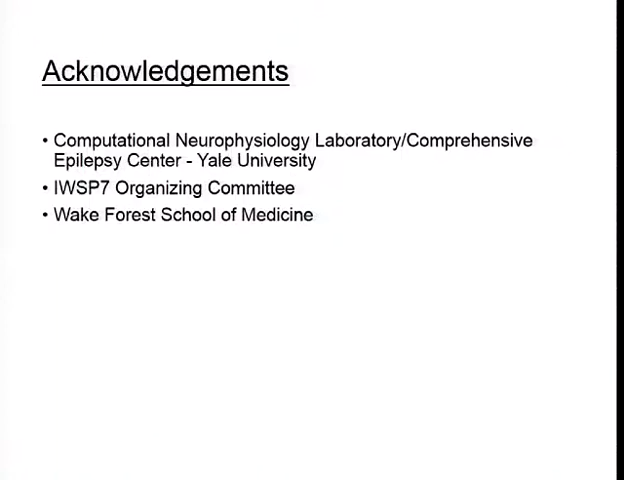 Acknowledgements
• Computational Neurophysiology Laboratory/Comprehensive
Epilepsy Center - Yale University
• IWSP7 Organizing Committee
• Wake Forest School of Medicine